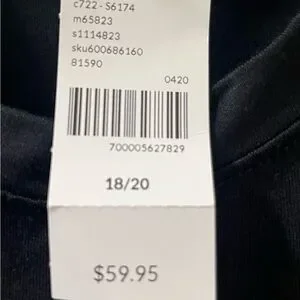 c722 - S6174
m65823
s1114823
sku600686160
81590
0420
700005627829
18/20
$59.95